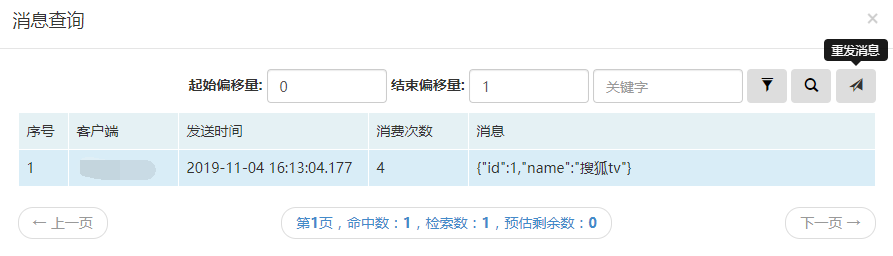 消息查询 ×
重发消息
起始偏移量: 0 结束偏移量: 1 关键字
序号 客户端 发送时间 消费次数 消息
1 2019-11-04 16:13:04.177 4 {"id":1,"name":"搜狐tv"}
← 上一页 第1页，命中数：1，检索数：1，预估剩余数：0 下一页 →